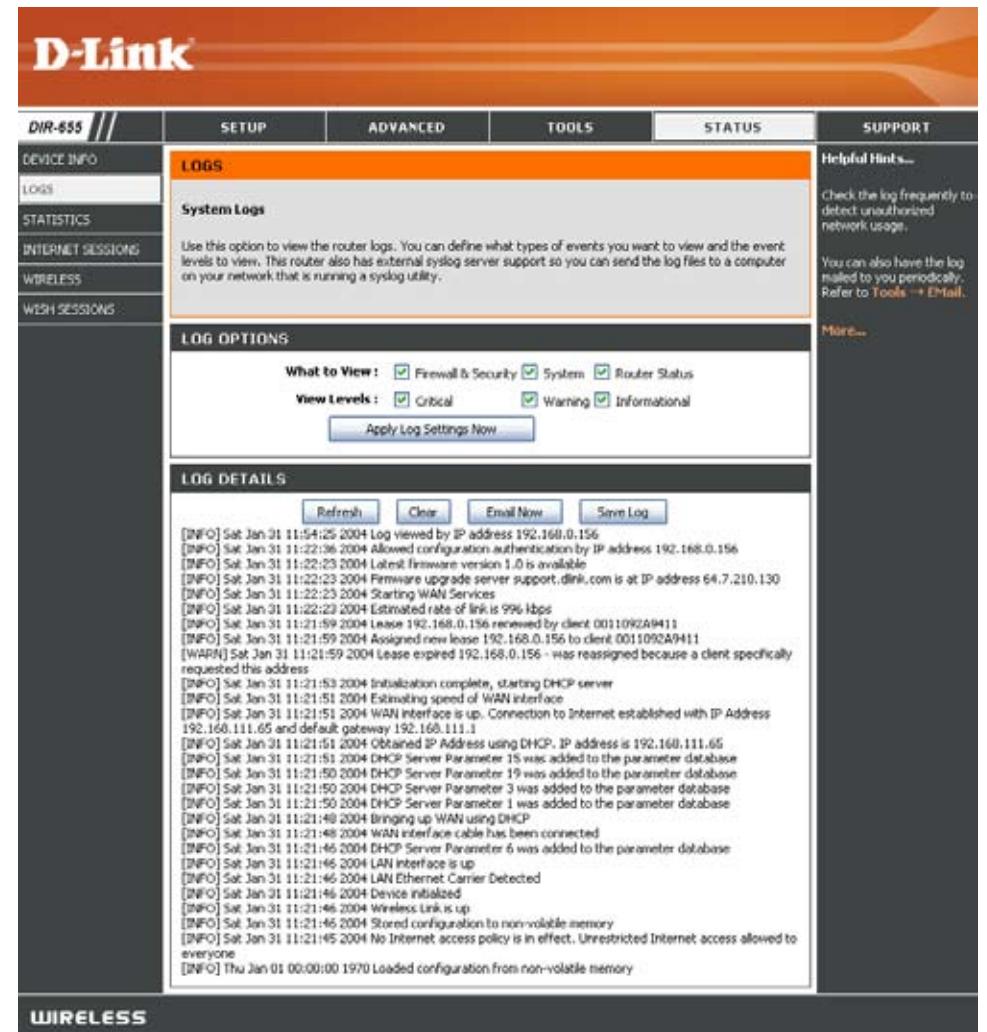 D-Link
DIR-655
SETUP
ADVANCED
TOOLS
STATUS
SUPPORT
DEVICE INFO
LOGS
STATISTICS
INTERNET SESSIONS
WIRELESS
WISH SESSIONS
LOGS
System Logs
Use this option to view the router logs. You can define what types of events you want to view and the event
levels to view. This router also has external syslog server support so you can send the log files to a computer
on your network that is running a syslog utility.
LOG OPTIONS
What to View : Firewall & Security System Router Status
View Levels : Critical Warning Informational
Apply Log Settings Now
LOG DETAILS
Refresh Clear Email Now Save Log
[INFO] Sat Jan 31 11:54:25 2004 Log viewed by IP address 192.168.0.156
[INFO] Sat Jan 31 11:22:36 2004 Allowed configuration authentication by IP address 192.168.0.156
[INFO] Sat Jan 31 11:22:23 2004 Latest firmware version 1.0 is available
[INFO] Sat Jan 31 11:22:23 2004 Firmware upgrade server support.dlink.com is at IP address 64.7.210.130
[INFO] Sat Jan 31 11:22:23 2004 Starting WAN Services
[INFO] Sat Jan 31 11:22:23 2004 Estimated rate of link is 996 kbps
[INFO] Sat Jan 31 11:21:59 2004 Lease 192.168.0.156 renewed by client 0011092A9411
[INFO] Sat Jan 31 11:21:59 2004 Assigned new lease 192.168.0.156 to client 0011092A9411
[WARN] Sat Jan 31 11:21:59 2004 Lease expired 192.168.0.156 - was reassigned because a client specifically
requested this address
[INFO] Sat Jan 31 11:21:53 2004 Initialization complete, starting DHCP server
[INFO] Sat Jan 31 11:21:51 2004 Estimating speed of WAN interface
[INFO] Sat Jan 31 11:21:51 2004 WAN interface is up. Connection to Internet established with IP Address
192.168.111.65 and default gateway 192.168.111.1
[INFO] Sat Jan 31 11:21:51 2004 Obtained IP Address using DHCP. IP address is 192.168.111.65
[INFO] Sat Jan 31 11:21:51 2004 DHCP Server Parameter 15 was added to the parameter database
[INFO] Sat Jan 31 11:21:50 2004 DHCP Server Parameter 19 was added to the parameter database
[INFO] Sat Jan 31 11:21:50 2004 DHCP Server Parameter 3 was added to the parameter database
[INFO] Sat Jan 31 11:21:50 2004 DHCP Server Parameter 1 was added to the parameter database
[INFO] Sat Jan 31 11:21:48 2004 Bringing up WAN using DHCP
[INFO] Sat Jan 31 11:21:48 2004 WAN interface cable has been connected
[INFO] Sat Jan 31 11:21:46 2004 DHCP Server Parameter 6 was added to the parameter database
[INFO] Sat Jan 31 11:21:46 2004 LAN interface is up
[INFO] Sat Jan 31 11:21:46 2004 LAN Ethernet Carrier Detected
[INFO] Sat Jan 31 11:21:46 2004 Device initialized
[INFO] Sat Jan 31 11:21:46 2004 Wireless Link is up
[INFO] Sat Jan 31 11:21:46 2004 Stored configuration to non-volatile memory
[INFO] Sat Jan 31 11:21:45 2004 No Internet access policy is in effect. Unrestricted Internet access allowed to
everyone
[INFO] Thu Jan 01 00:00:00 1970 Loaded configuration from non-volatile memory
Helpful Hints...
Check the log frequently to
detect unauthorized
network usage.
You can also have the log
mailed to you periodically.
Refer to Tools → EMail.
More...
WIRELESS